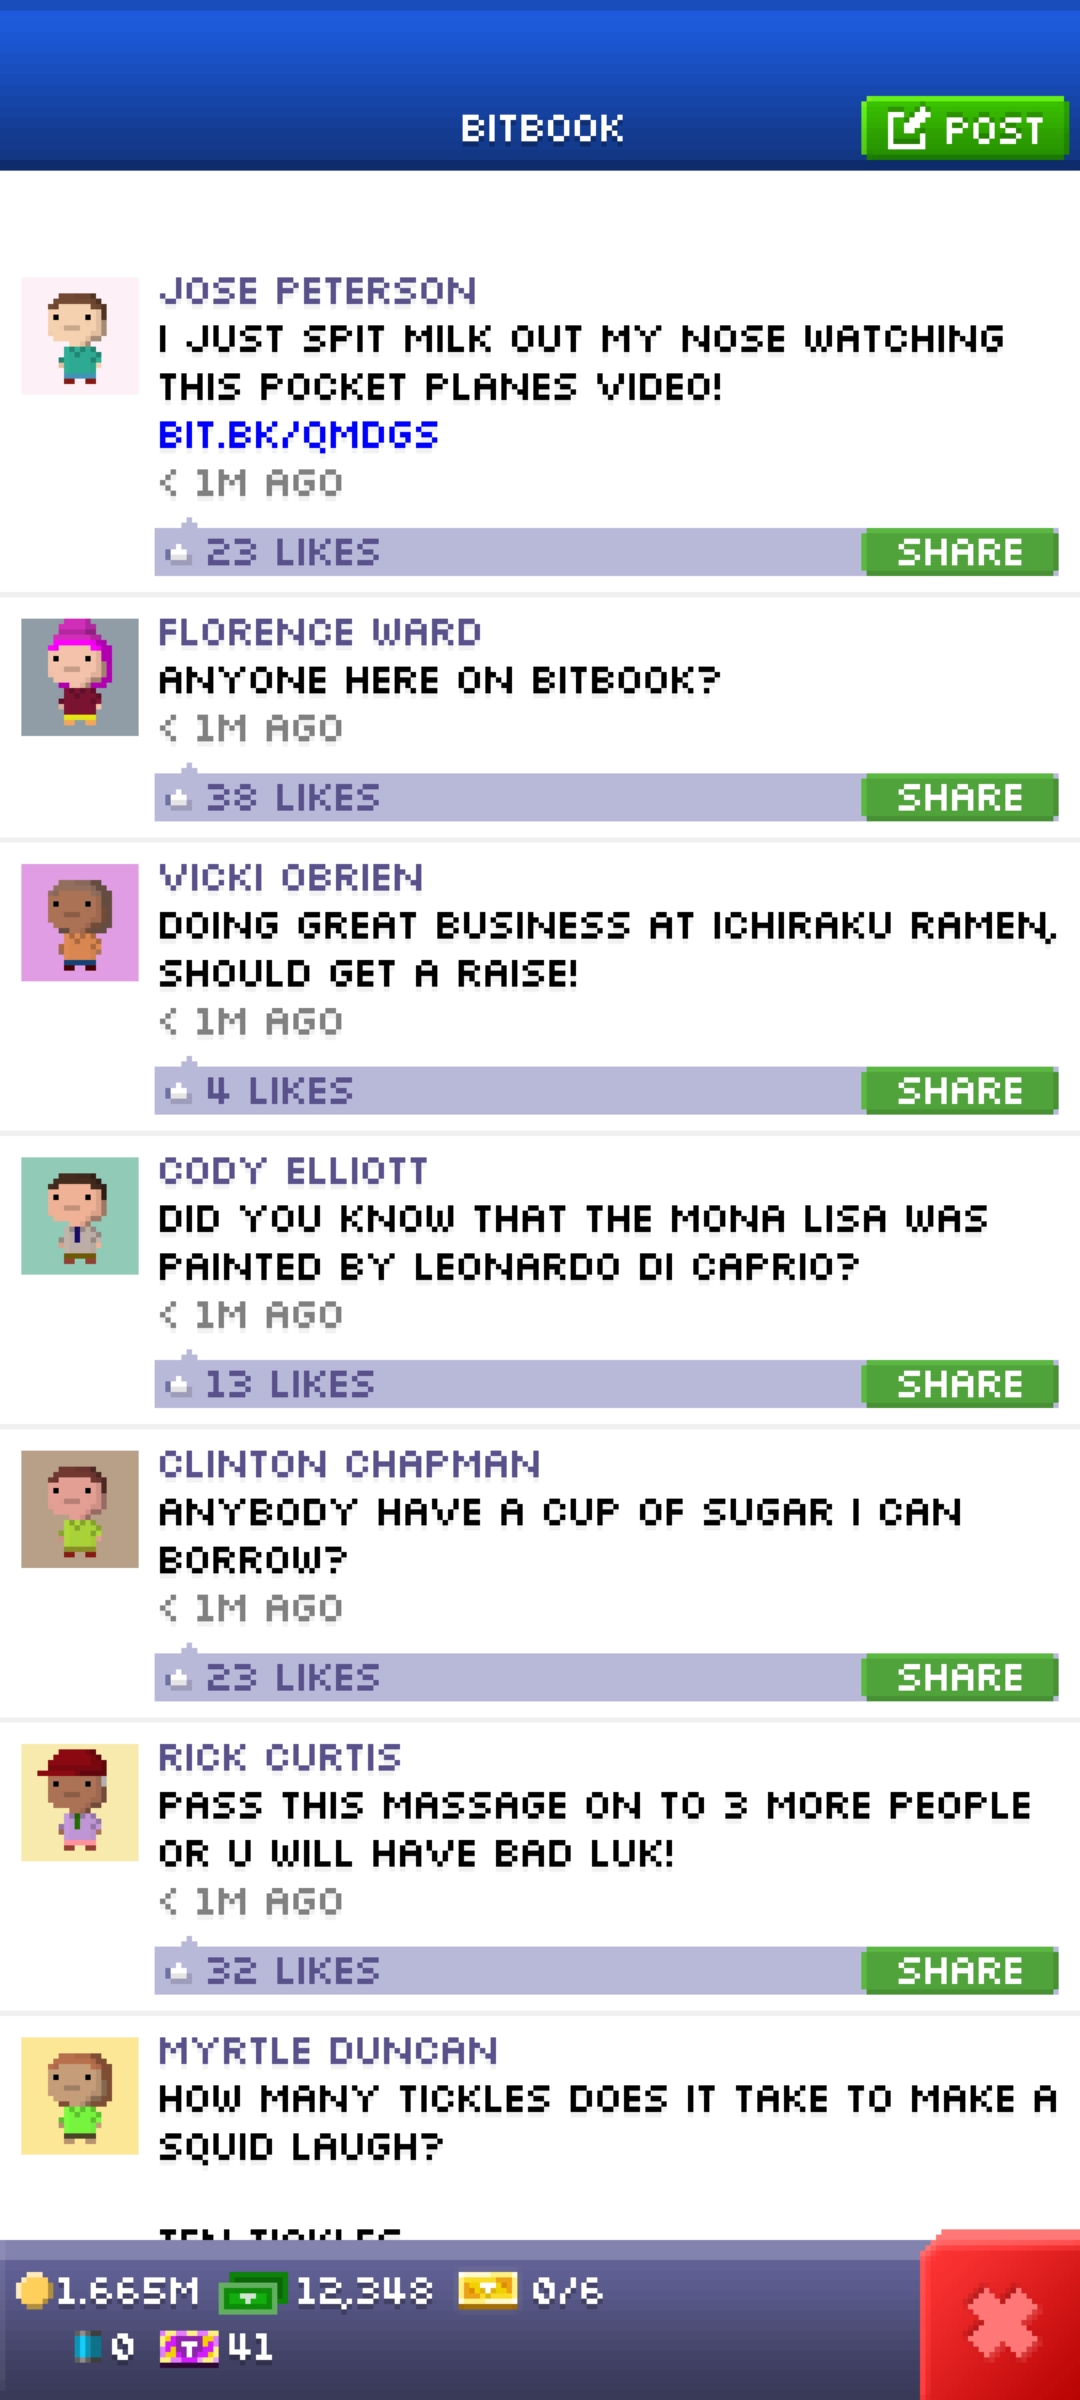 BITBOOK
POST
JOSE PETERSON
I JUST SPIT MILK OUT MY NOSE WATCHING
THIS POCKET PLANES VIDEO!
BIT.BK/QMDGS
< 1M AGO
23 LIKES
SHARE
FLORENCE WARD
ANYONE HERE ON BITBOOK?
< 1M AGO
38 LIKES
SHARE
VICKI OBRIEN
DOING GREAT BUSINESS AT ICHIRAKU RAMEN,
SHOULD GET A RAISE!
< 1M AGO
4 LIKES
SHARE
CODY ELLIOTT
DID YOU KNOW THAT THE MONA LISA WAS
PAINTED BY LEONARDO DI CAPRIO?
< 1M AGO
13 LIKES
SHARE
CLINTON CHAPMAN
ANYBODY HAVE A CUP OF SUGAR I CAN
BORROW?
< 1M AGO
23 LIKES
SHARE
RICK CURTIS
PASS THIS MASSAGE ON TO 3 MORE PEOPLE
OR U WILL HAVE BAD LUK!
< 1M AGO
32 LIKES
SHARE
MYRTLE DUNCAN
HOW MANY TICKLES DOES IT TAKE TO MAKE A
SQUID LAUGH?
TEN TICKLES
1.665M 12,348 0/6
0 T 41